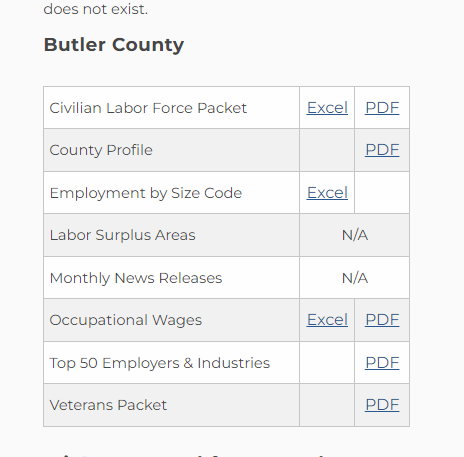 does not exist.
Butler County
Civilian Labor Force Packet Excel PDF
County Profile PDF
Employment by Size Code Excel
Labor Surplus Areas N/A
Monthly News Releases N/A
Occupational Wages Excel PDF
Top 50 Employers & Industries PDF
Veterans Packet PDF